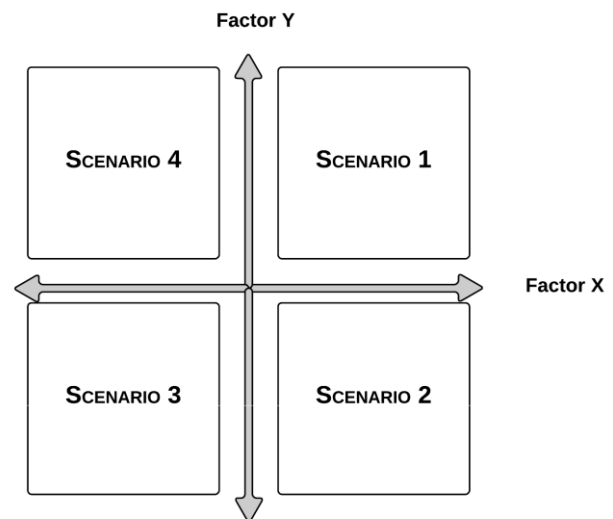 Factor Y
SCENARIO 4
SCENARIO 1
Factor X
SCENARIO 3
SCENARIO 2